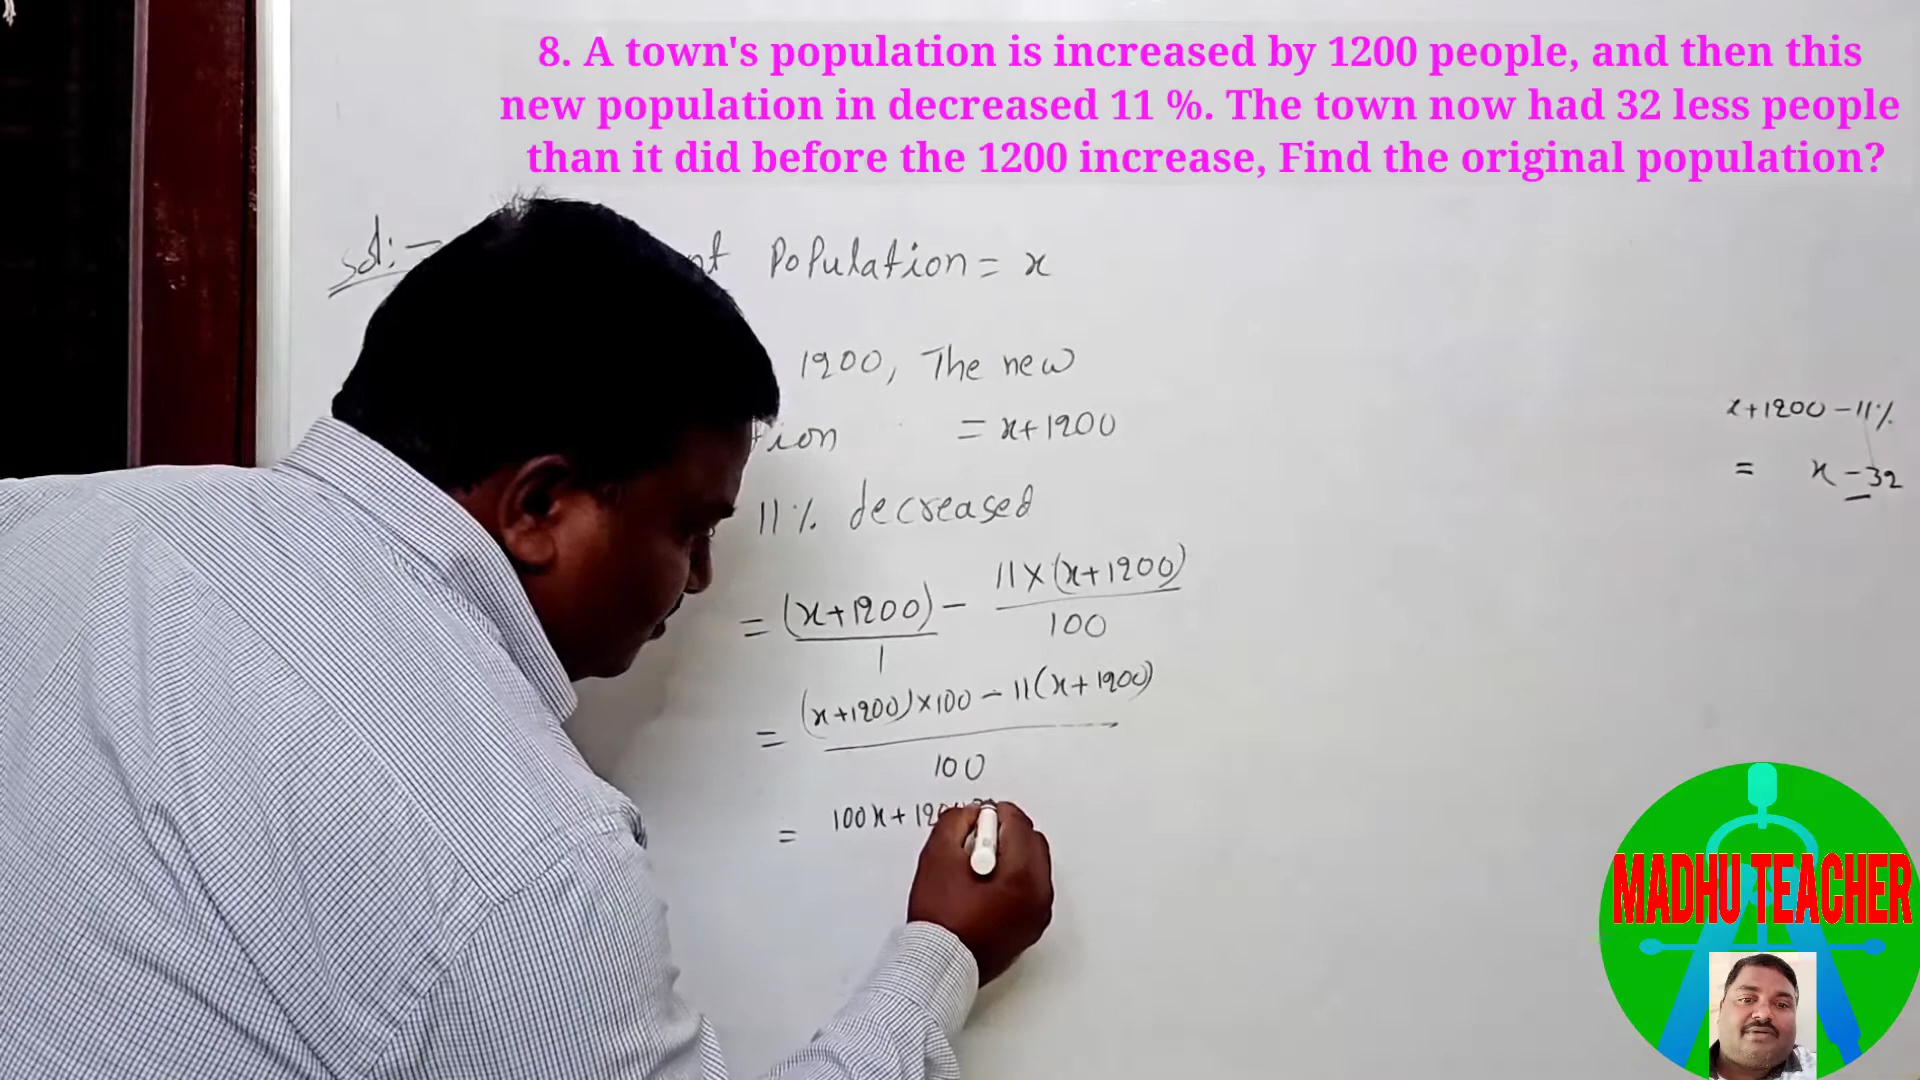 8. A town's population is increased by 1200 people, and then this
new population in decreased 11 %. The town now had 32 less people
than it did before the 1200 increase, Find the original population?
Sol:-
Population = x
1200, The new
= x+1200
11% decreased
= (x+1200)/1 - 11×(x+1200)/100
= (x+1200)×100 - 11(x+1200)/100
= 100x+
x+1200-11%
= x-32
MADHU TEACHER